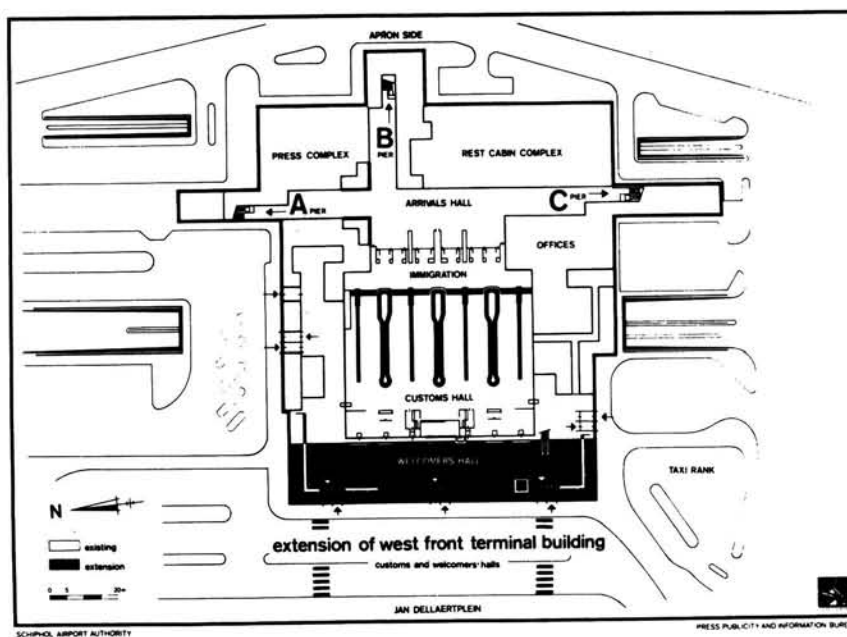 APRON SIDE
B
PIER
PRESS COMPLEX
REST CABIN COMPLEX
A
PIER
ARRIVALS HALL
C
PIER
OFFICES
IMMIGRATION
CUSTOMS HALL
WELCOMERS HALL
TAXI RANK
N
existing
extension
0 5 20m
extension of west front terminal building
customs and welcomers' halls
JAN DELLAERTPLEIN
SCHIPHOL AIRPORT AUTHORITY
PRESS PUBLICITY AND INFORMATION